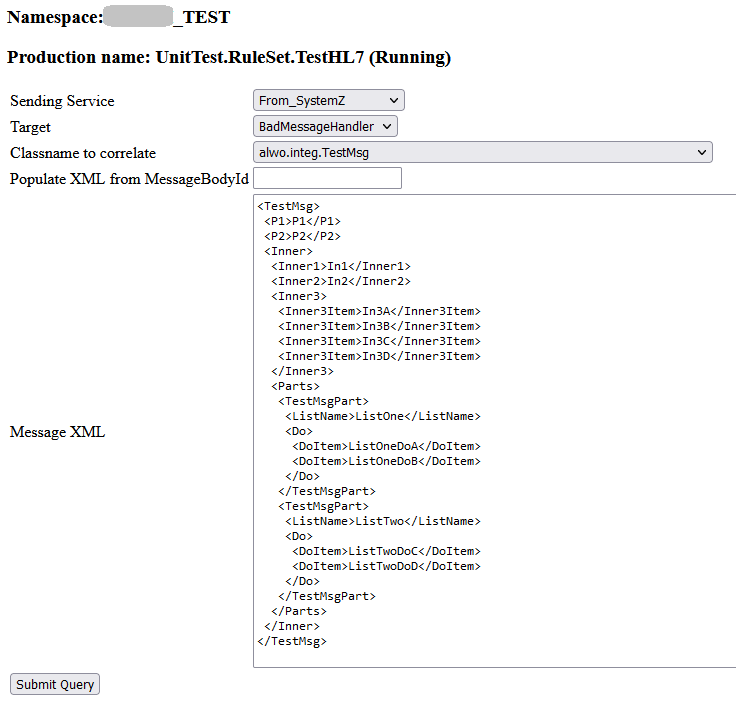 Namespace: _TEST
Production name: UnitTest.RuleSet.TestHL7 (Running)
Sending Service From_SystemZ
Target BadMessageHandler
Classname to correlate alwo.integ.TestMsg
Populate XML from MessageBodyId
Message XML
<TestMsg>
 <P1>P1</P1>
 <P2>P2</P2>
 <Inner>
  <Inner1>In1</Inner1>
  <Inner2>In2</Inner2>
  <Inner3>
   <Inner3Item>In3A</Inner3Item>
   <Inner3Item>In3B</Inner3Item>
   <Inner3Item>In3C</Inner3Item>
   <Inner3Item>In3D</Inner3Item>
  </Inner3>
  <Parts>
   <TestMsgPart>
    <ListName>ListOne</ListName>
    <Do>
     <DoItem>ListOneDoA</DoItem>
     <DoItem>ListOneDoB</DoItem>
    </Do>
   </TestMsgPart>
   <TestMsgPart>
    <ListName>ListTwo</ListName>
    <Do>
     <DoItem>ListTwoDoC</DoItem>
     <DoItem>ListTwoDoD</DoItem>
    </Do>
   </TestMsgPart>
  </Parts>
 </Inner>
</TestMsg>
Submit Query